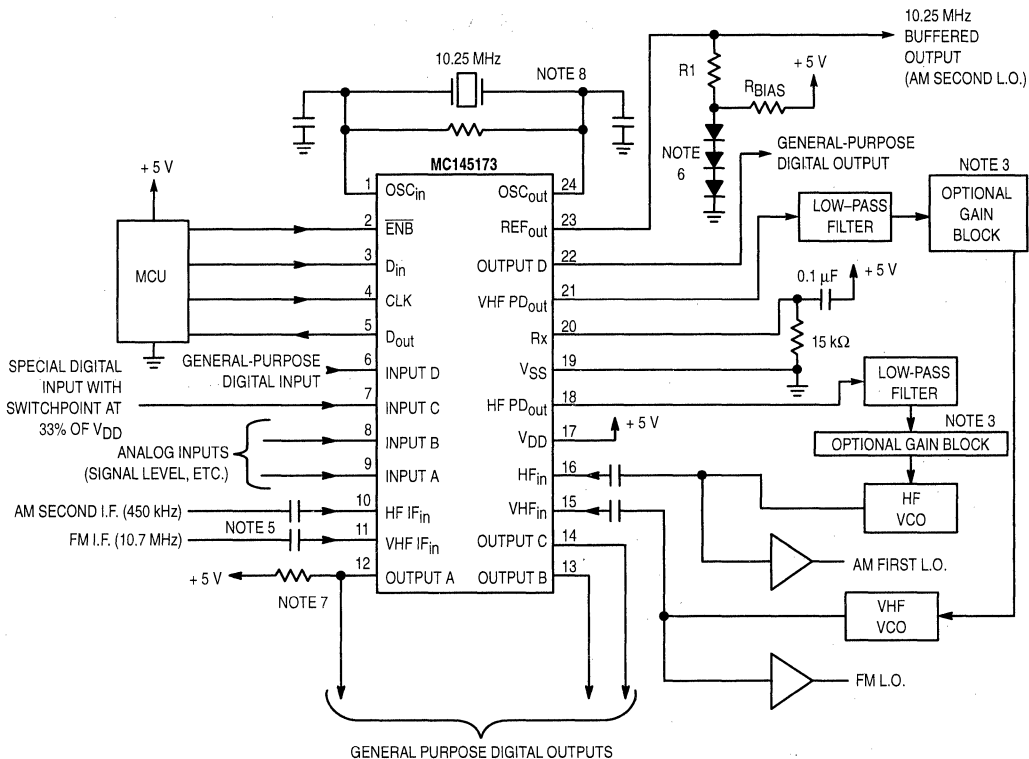 10.25 MHz
BUFFERED
OUTPUT
(AM SECOND L.O.)
10.25 MHz
NOTE 8
R1
RBIAS
+ 5 V
NOTE
6
GENERAL-PURPOSE
DIGITAL OUTPUT
MC145173
+ 5 V
MCU
1 OSCin OSCout 24
2 ENB REFout 23
3 Din OUTPUT D 22
4 CLK VHF PDout 21
5 Dout Rx 20
6 INPUT D VSS 19
7 INPUT C HF PDout 18
8 INPUT B VDD 17
9 INPUT A HFin 16
10 HF IFin VHFin 15
11 VHF IFin OUTPUT C 14
12 OUTPUT A OUTPUT B 13
GENERAL-PURPOSE
DIGITAL INPUT
SPECIAL DIGITAL
INPUT WITH
SWITCHPOINT AT
33% OF VDD
ANALOG INPUTS
(SIGNAL LEVEL, ETC.)
AM SECOND I.F. (450 kHz)
NOTE 5
FM I.F. (10.7 MHz)
+ 5 V
NOTE 7
NOTE 3
LOW–PASS
FILTER
OPTIONAL
GAIN
BLOCK
0.1 µF
+ 5 V
15 kΩ
LOW-PASS
FILTER
+ 5 V
NOTE 3
OPTIONAL GAIN BLOCK
HF
VCO
AM FIRST L.O.
VHF
VCO
FM L.O.
GENERAL PURPOSE DIGITAL OUTPUTS